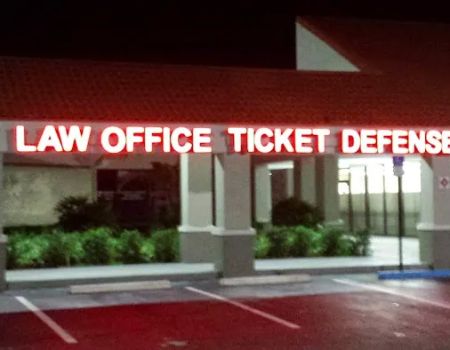 LAW OFFICE TICKET DEFENSE